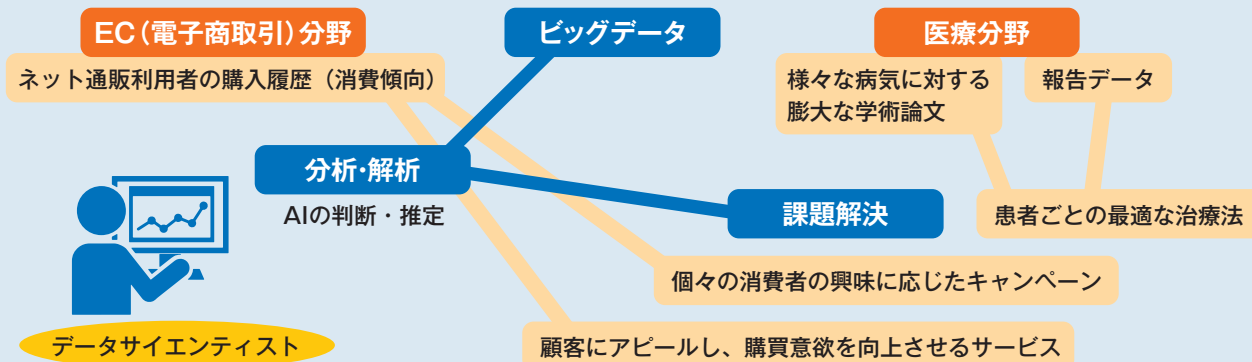 EC（電子商取引）分野
ネット通販利用者の購入履歴（消費傾向）
ビッグデータ
医療分野
様々な病気に対する
膨大な学術論文
報告データ
分析・解析
AIの判断・推定
課題解決
患者ごとの最適な治療法
個々の消費者の興味に応じたキャンペーン
データサイエンティスト
顧客にアピールし、購買意欲を向上させるサービス